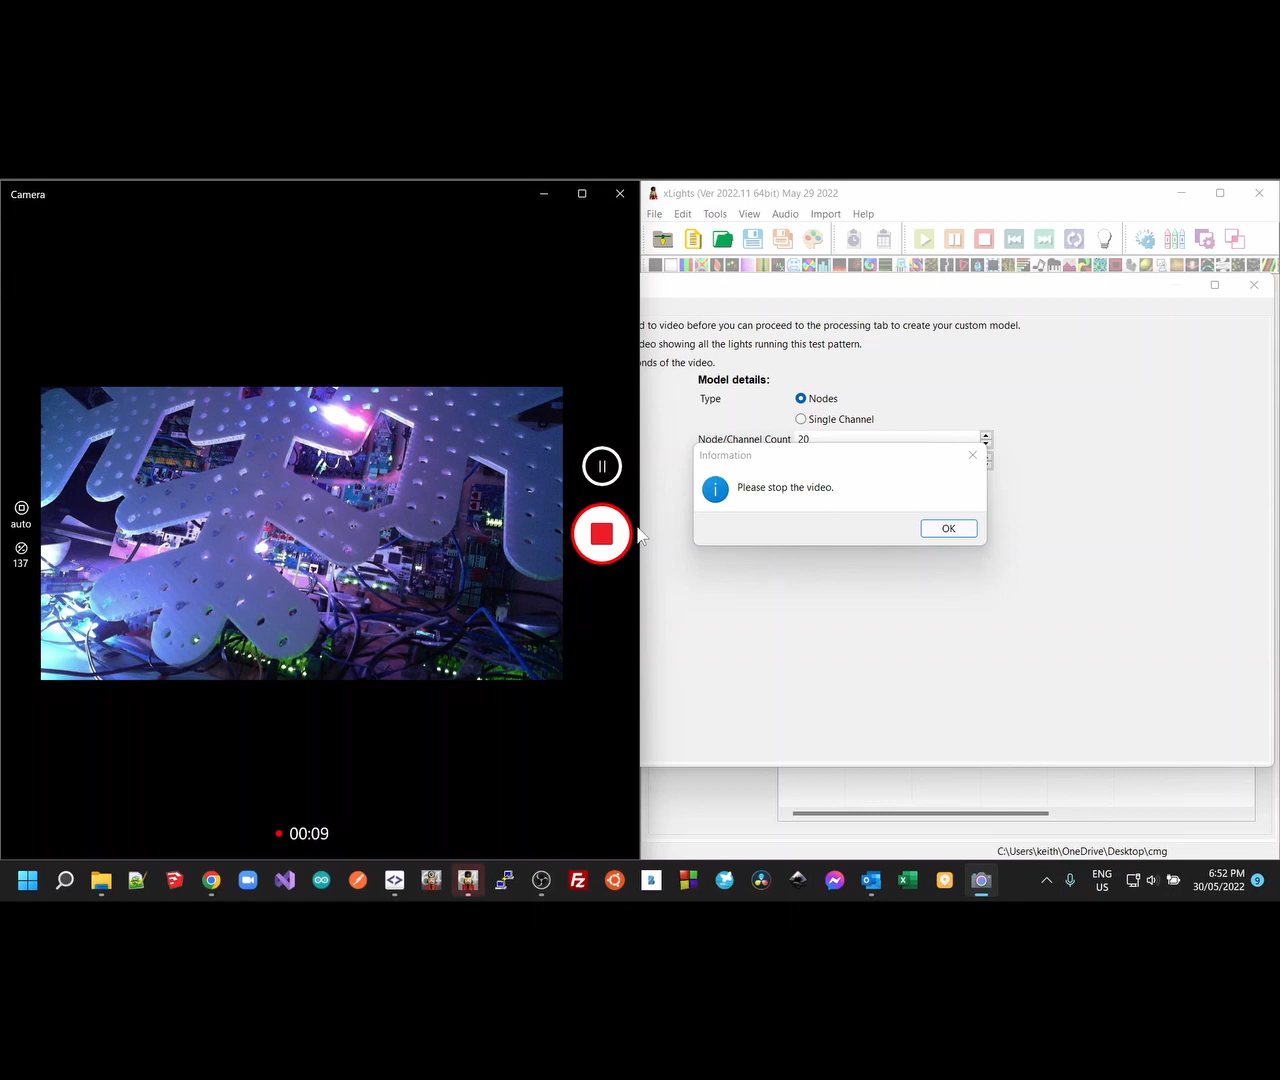 Camera
auto
137
00:09
xLights (Ver 2022.11 64bit) May 29 2022
File Edit Tools View Audio Import Help
d to video before you can proceed to the processing tab to create your custom model.
deo showing all the lights running this test pattern.
onds of the video.
Model details:
Type
Nodes
Single Channel
Node/Channel Count 20
Information
Please stop the video.
OK
C:\Users\keith\OneDrive\Desktop\cmg
ENG
US
6:52 PM
30/05/2022
9